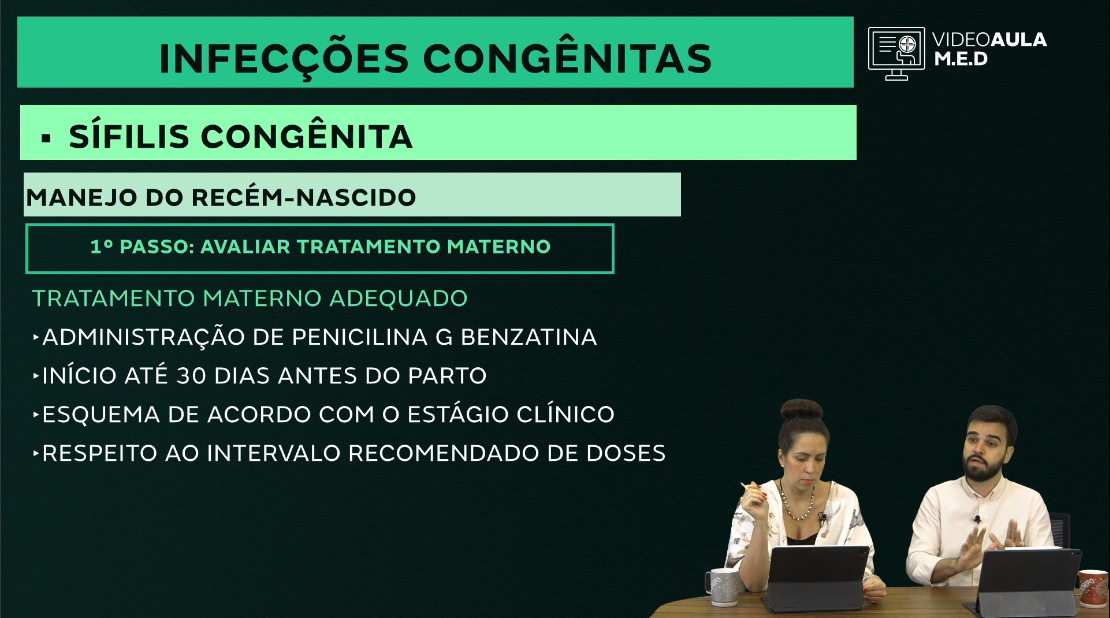 INFECÇÕES CONGÊNITAS
VIDEOAULA
M.E.D
▪ SÍFILIS CONGÊNITA
MANEJO DO RECÉM-NASCIDO
1º PASSO: AVALIAR TRATAMENTO MATERNO
TRATAMENTO MATERNO ADEQUADO
‣ADMINISTRAÇÃO DE PENICILINA G BENZATINA
‣INÍCIO ATÉ 30 DIAS ANTES DO PARTO
‣ESQUEMA DE ACORDO COM O ESTÁGIO CLÍNICO
‣RESPEITO AO INTERVALO RECOMENDADO DE DOSES